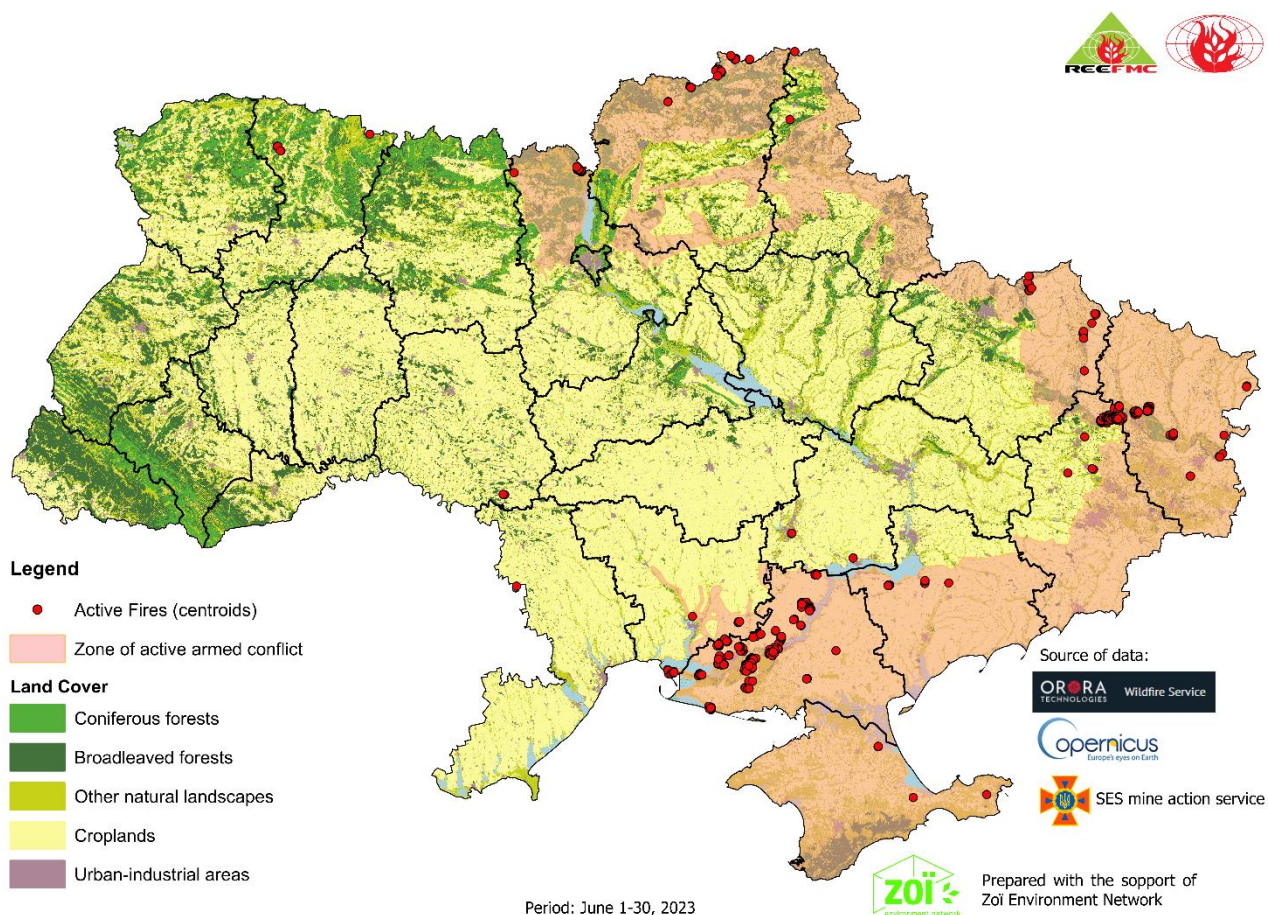 REEFMC
Legend
Active Fires (centroids)
Zone of active armed conflict
Land Cover
Coniferous forests
Broadleaved forests
Other natural landscapes
Croplands
Urban-industrial areas
Source of data:
ORORA
TECHNOLOGIES
Wildfire Service
opernicus
Europe's eyes on Earth
SES mine action service
zoï
environment network
Prepared with the sopport of
Zoï Environment Network
Period: June 1-30, 2023